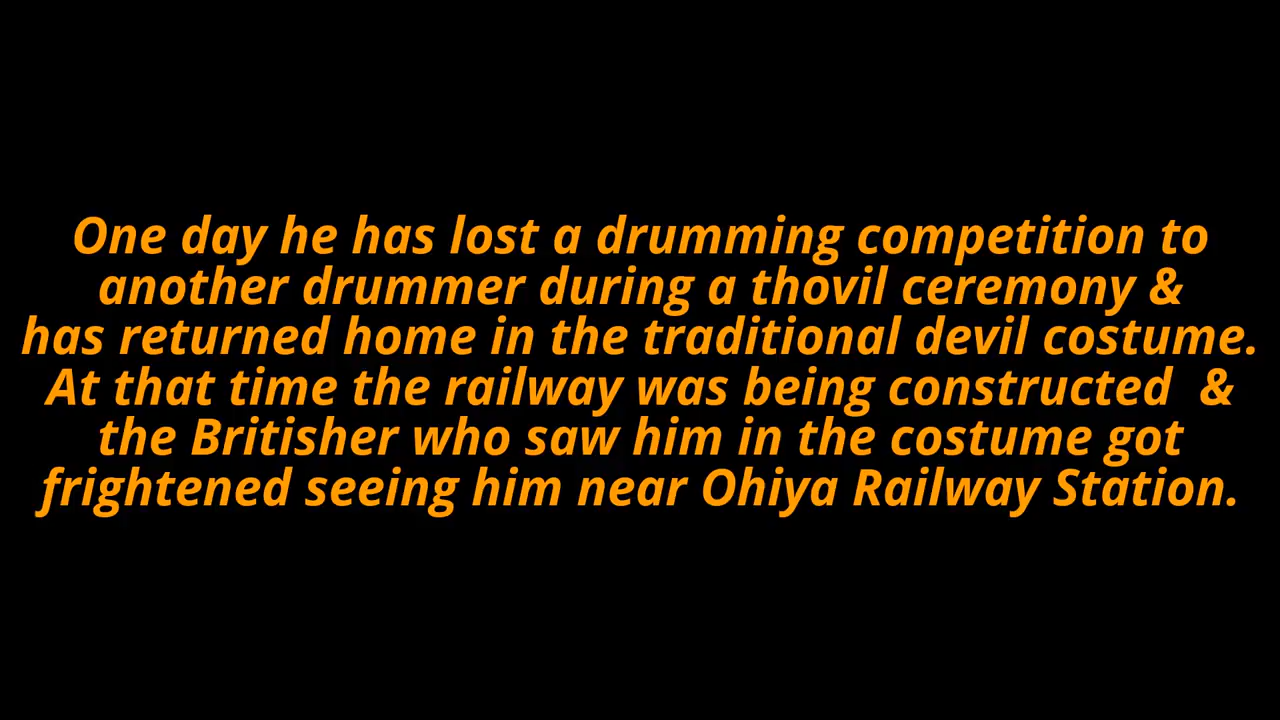 One day he has lost a drumming competition to
another drummer during a thovil ceremony &
has returned home in the traditional devil costume.
At that time the railway was being constructed  &
the Britisher who saw him in the costume got
frightened seeing him near Ohiya Railway Station.